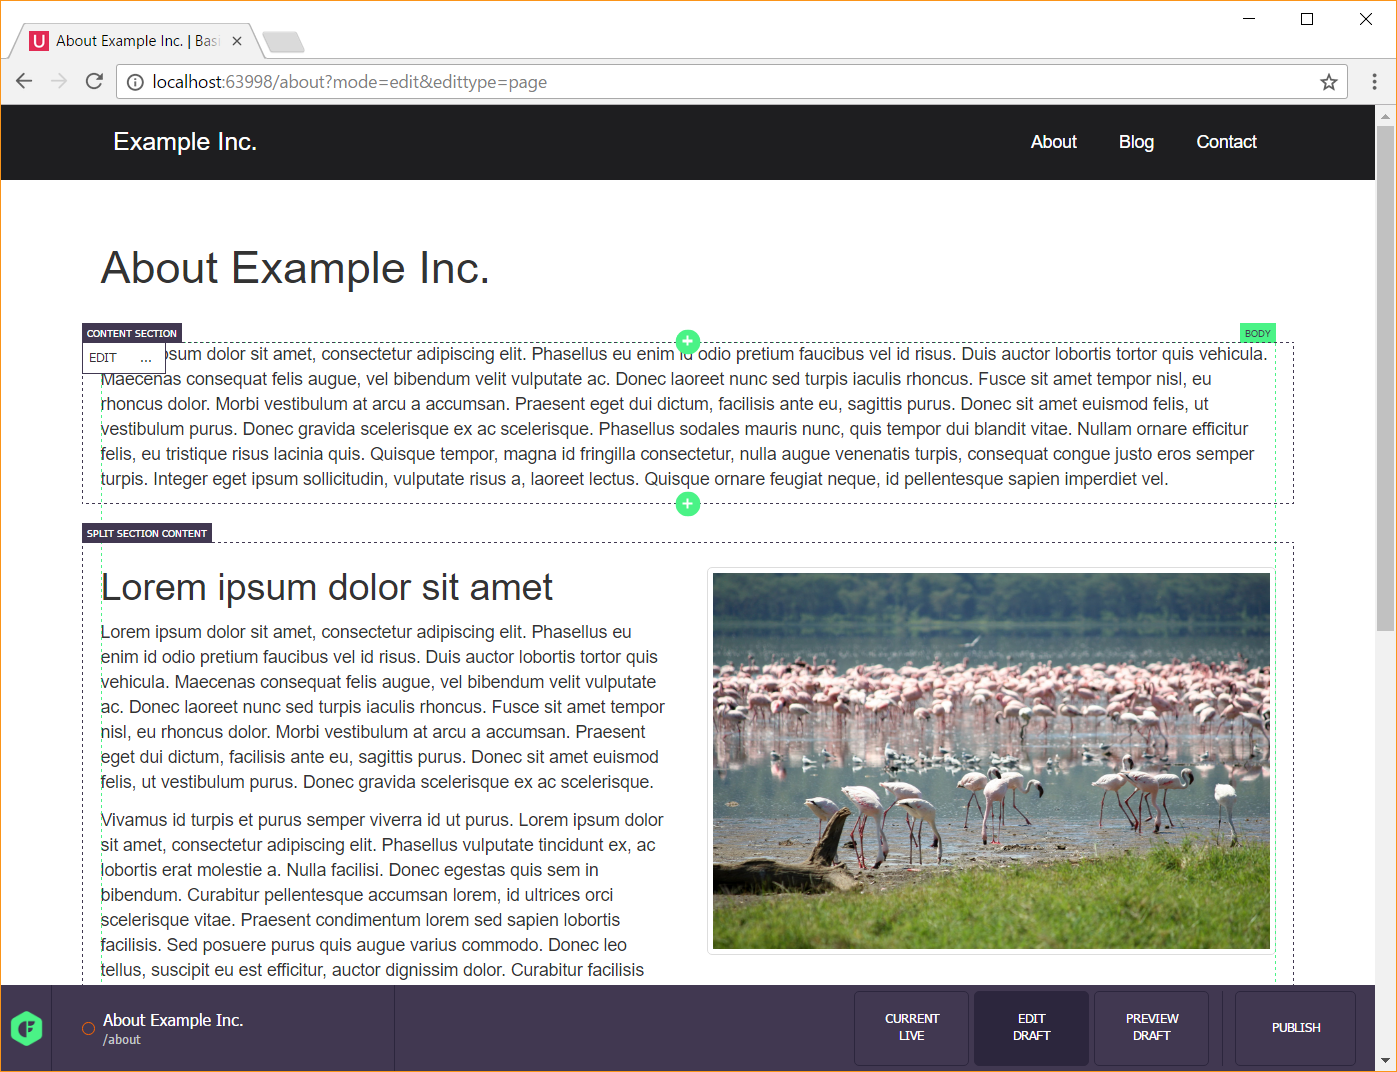 About Example Inc. | Basi
localhost:63998/about?mode=edit&edittype=page
Example Inc.
About
Blog
Contact
About Example Inc.
CONTENT SECTION
BODY
EDIT
...
sum dolor sit amet, consectetur adipiscing elit. Phasellus eu enim id odio pretium faucibus vel id risus. Duis auctor lobortis tortor quis vehicula.
Maecenas consequat felis augue, vel bibendum velit vulputate ac. Donec laoreet nunc sed turpis iaculis rhoncus. Fusce sit amet tempor nisl, eu
rhoncus dolor. Morbi vestibulum at arcu a accumsan. Praesent eget dui dictum, facilisis ante eu, sagittis purus. Donec sit amet euismod felis, ut
vestibulum purus. Donec gravida scelerisque ex ac scelerisque. Phasellus sodales mauris nunc, quis tempor dui blandit vitae. Nullam ornare efficitur
felis, eu tristique risus lacinia quis. Quisque tempor, magna id fringilla consectetur, nulla augue venenatis turpis, consequat congue justo eros semper
turpis. Integer eget ipsum sollicitudin, vulputate risus a, laoreet lectus. Quisque ornare feugiat neque, id pellentesque sapien imperdiet vel.
SPLIT SECTION CONTENT
Lorem ipsum dolor sit amet
Lorem ipsum dolor sit amet, consectetur adipiscing elit. Phasellus eu
enim id odio pretium faucibus vel id risus. Duis auctor lobortis tortor quis
vehicula. Maecenas consequat felis augue, vel bibendum velit vulputate
ac. Donec laoreet nunc sed turpis iaculis rhoncus. Fusce sit amet tempor
nisl, eu rhoncus dolor. Morbi vestibulum at arcu a accumsan. Praesent
eget dui dictum, facilisis ante eu, sagittis purus. Donec sit amet euismod
felis, ut vestibulum purus. Donec gravida scelerisque ex ac scelerisque.
Vivamus id turpis et purus semper viverra id ut purus. Lorem ipsum dolor
sit amet, consectetur adipiscing elit. Phasellus vulputate tincidunt ex, ac
lobortis erat molestie a. Nulla facilisi. Donec egestas quis sem in
bibendum. Curabitur pellentesque accumsan lorem, id ultrices orci
scelerisque vitae. Praesent condimentum lorem sed sapien lobortis
facilisis. Sed posuere purus quis augue varius commodo. Donec leo
tellus, suscipit eu est efficitur, auctor dignissim dolor. Curabitur facilisis
About Example Inc.
/about
CURRENT
LIVE
EDIT
DRAFT
PREVIEW
DRAFT
PUBLISH